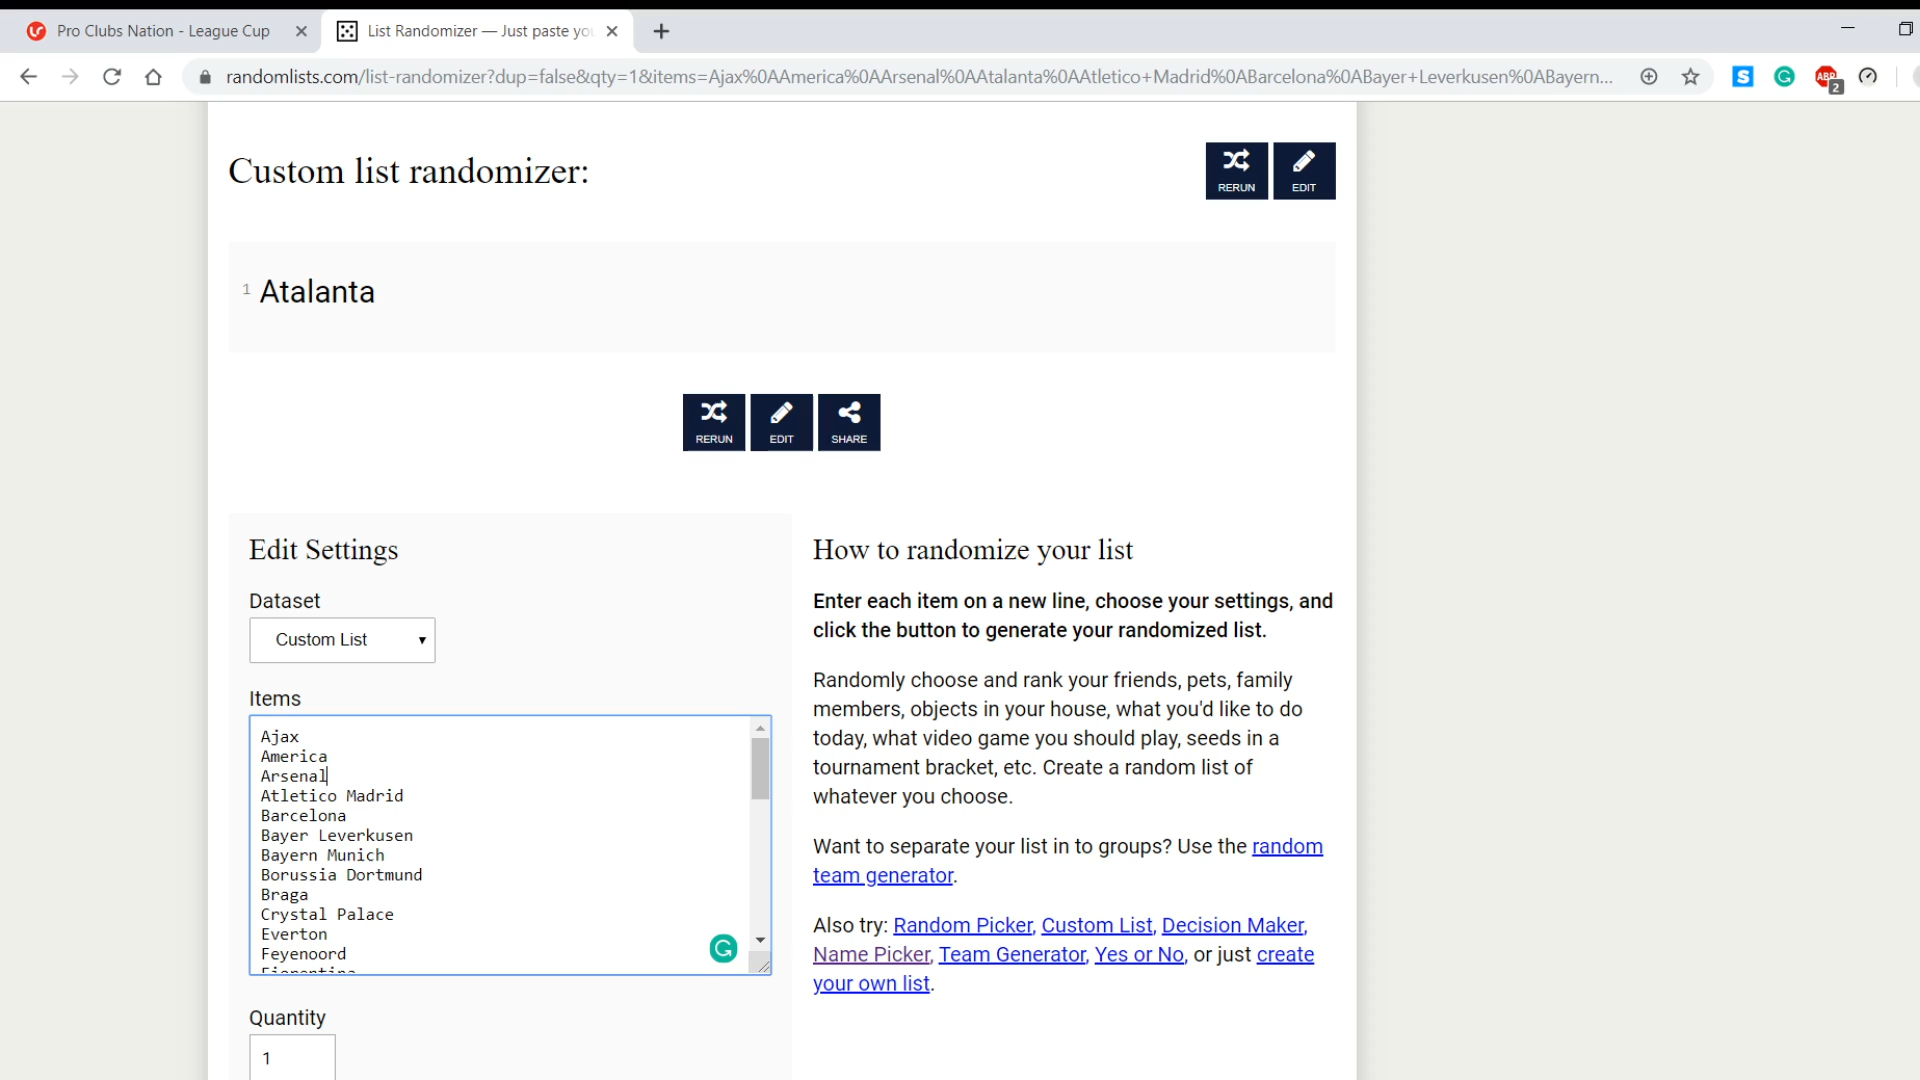 Pro Clubs Nation - League Cup
List Randomizer — Just paste you
randomlists.com/list-randomizer?dup=false&qty=1&items=Ajax%0AAmerica%0AArsenal%0AAtalanta%0AAtletico+Madrid%0ABarcelona%0ABayer+Leverkusen%0ABayern...
ABP
2
Custom list randomizer:
RERUN
EDIT
1 Atalanta
RERUN
EDIT
SHARE
Edit Settings
Dataset
Custom List
Items
Ajax
America
Arsenal
Atletico Madrid
Barcelona
Bayer Leverkusen
Bayern Munich
Borussia Dortmund
Braga
Crystal Palace
Everton
Feyenoord
Fiorentina
Quantity
1
How to randomize your list
Enter each item on a new line, choose your settings, and
click the button to generate your randomized list.
Randomly choose and rank your friends, pets, family
members, objects in your house, what you'd like to do
today, what video game you should play, seeds in a
tournament bracket, etc. Create a random list of
whatever you choose.
Want to separate your list in to groups? Use the random
team generator.
Also try: Random Picker, Custom List, Decision Maker,
Name Picker, Team Generator, Yes or No, or just create
your own list.